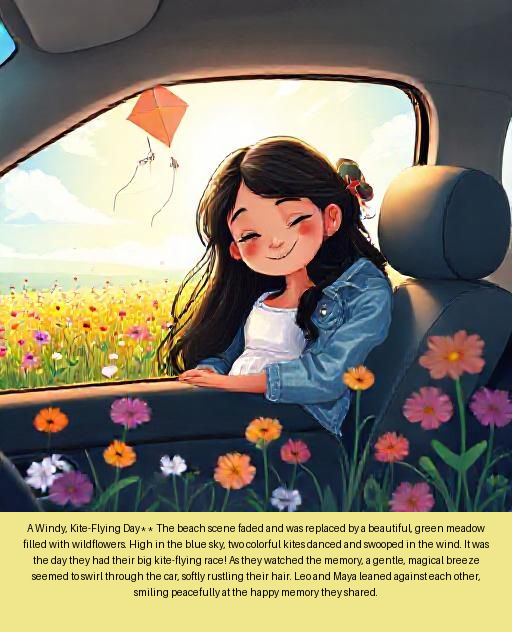 A Windy, Kite-Flying Day** The beach scene faded and was replaced by a beautiful, green meadow
filled with wildflowers. High in the blue sky, two colorful kites danced and swooped in the wind. It was
the day they had their big kite-flying race! As they watched the memory, a gentle, magical breeze
seemed to swirl through the car, softly rustling their hair. Leo and Maya leaned against each other,
smiling peacefully at the happy memory they shared.